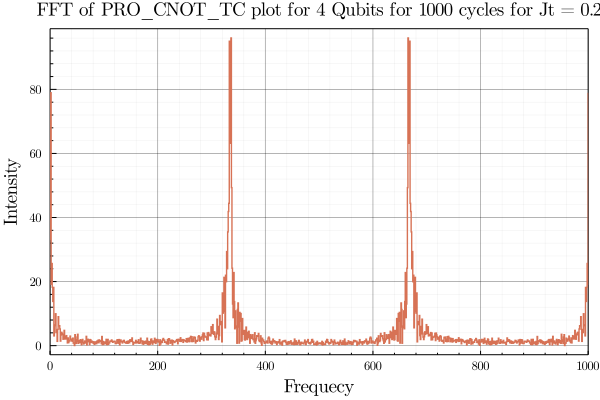 FFT of PRO_CNOT_TC plot for 4 Qubits for 1000 cycles for Jt = 0.2
Intensity
80
60
40
20
0
0 200 400 600 800 1000
Frequecy